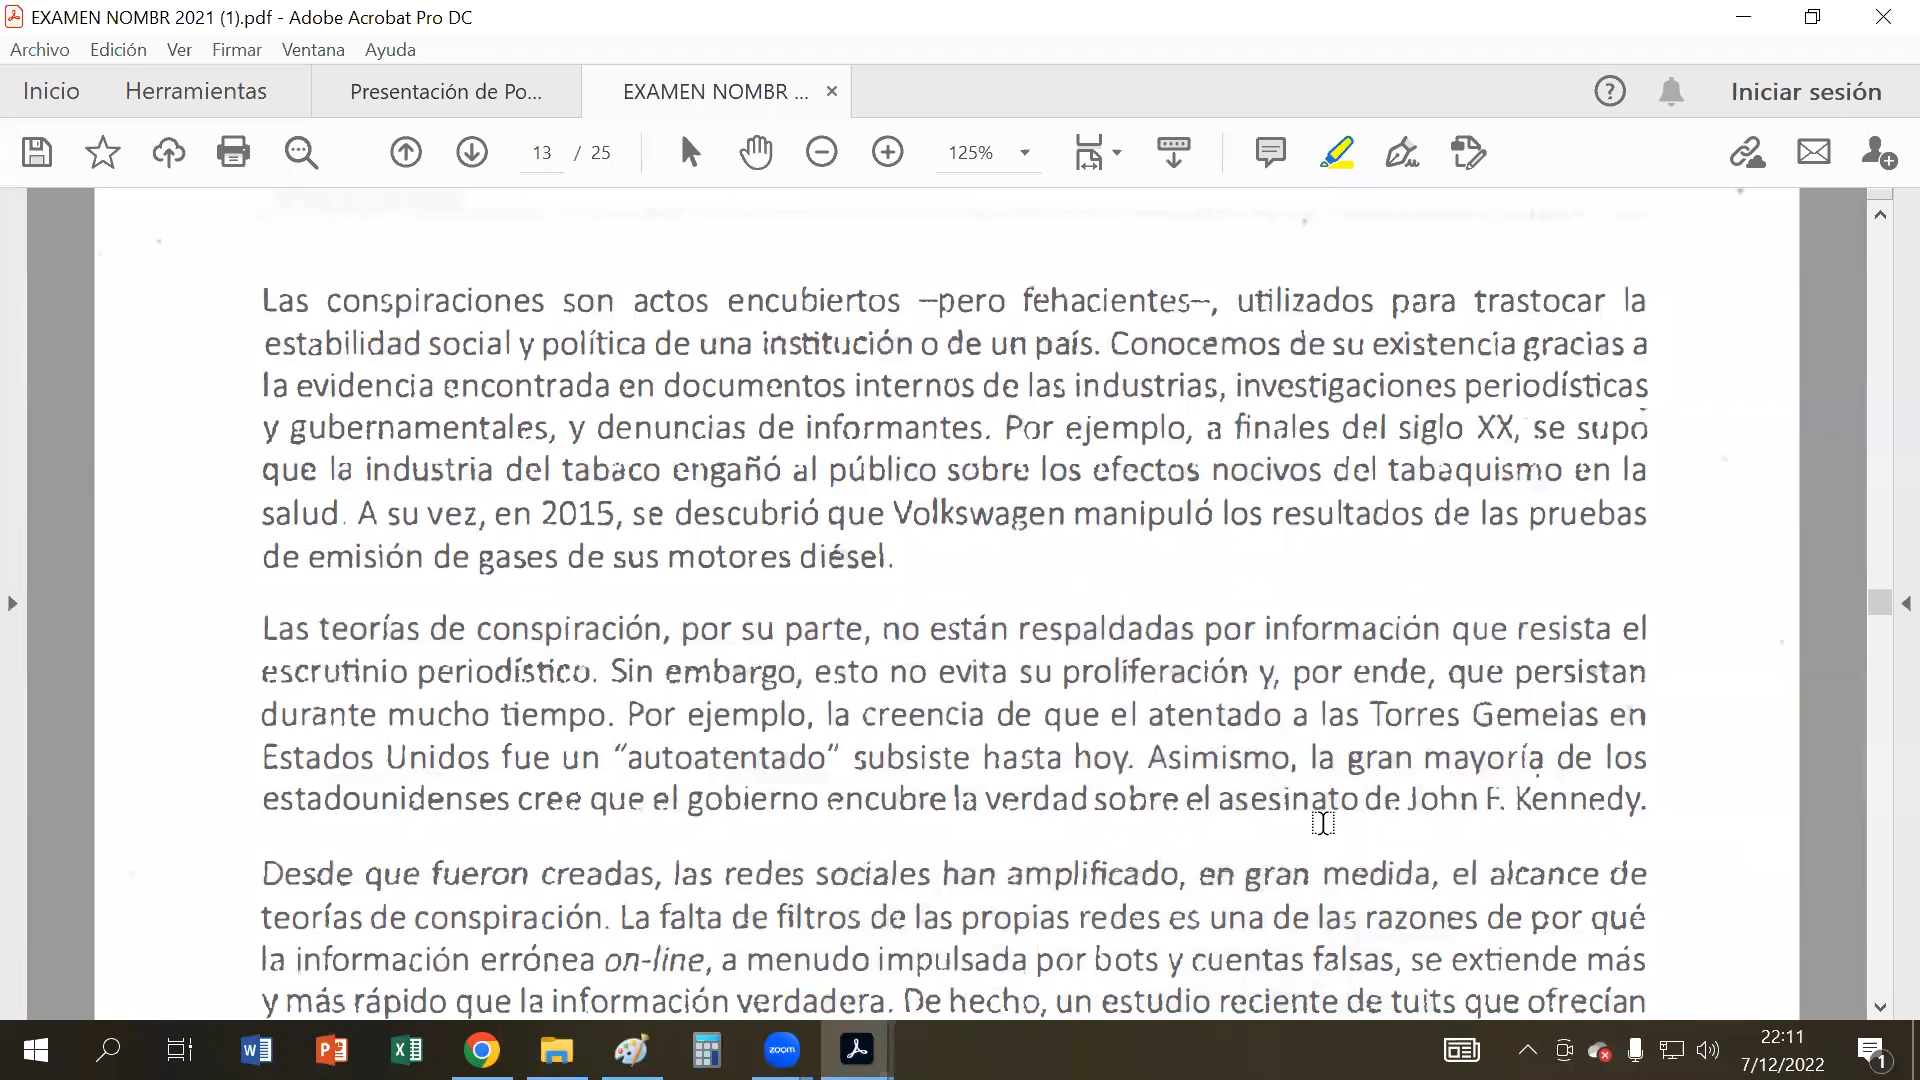 EXAMEN NOMBR 2021 (1).pdf - Adobe Acrobat Pro DC
Archivo Edición Ver Firmar Ventana Ayuda
Inicio Herramientas Presentación de Po... EXAMEN NOMBR ... Iniciar sesión
13 / 25 125%
Las conspiraciones son actos encubiertos –pero fehacientes–, utilizados para trastocar la
estabilidad social y política de una institución o de un país. Conocemos de su existencia gracias a
la evidencia encontrada en documentos internos de las industrias, investigaciones periodísticas
y gubernamentales, y denuncias de informantes. Por ejemplo, a finales del siglo XX, se supo
que la industria del tabaco engañó al público sobre los efectos nocivos del tabaquismo en la
salud. A su vez, en 2015, se descubrió que Volkswagen manipuló los resultados de las pruebas
de emisión de gases de sus motores diésel.
Las teorías de conspiración, por su parte, no están respaldadas por información que resista el
escrutinio periodístico. Sin embargo, esto no evita su proliferación y, por ende, que persistan
durante mucho tiempo. Por ejemplo, la creencia de que el atentado a las Torres Gemelas en
Estados Unidos fue un “autoatentado” subsiste hasta hoy. Asimismo, la gran mayoría de los
estadounidenses cree que el gobierno encubre la verdad sobre el asesinato de John F. Kennedy.
Desde que fueron creadas, las redes sociales han amplificado, en gran medida, el alcance de
teorías de conspiración. La falta de filtros de las propias redes es una de las razones de por qué
la información errónea on-line, a menudo impulsada por bots y cuentas falsas, se extiende más
y más rápido que la información verdadera. De hecho, un estudio reciente de tuits que ofrecían
zoom
22:11
7/12/2022
1